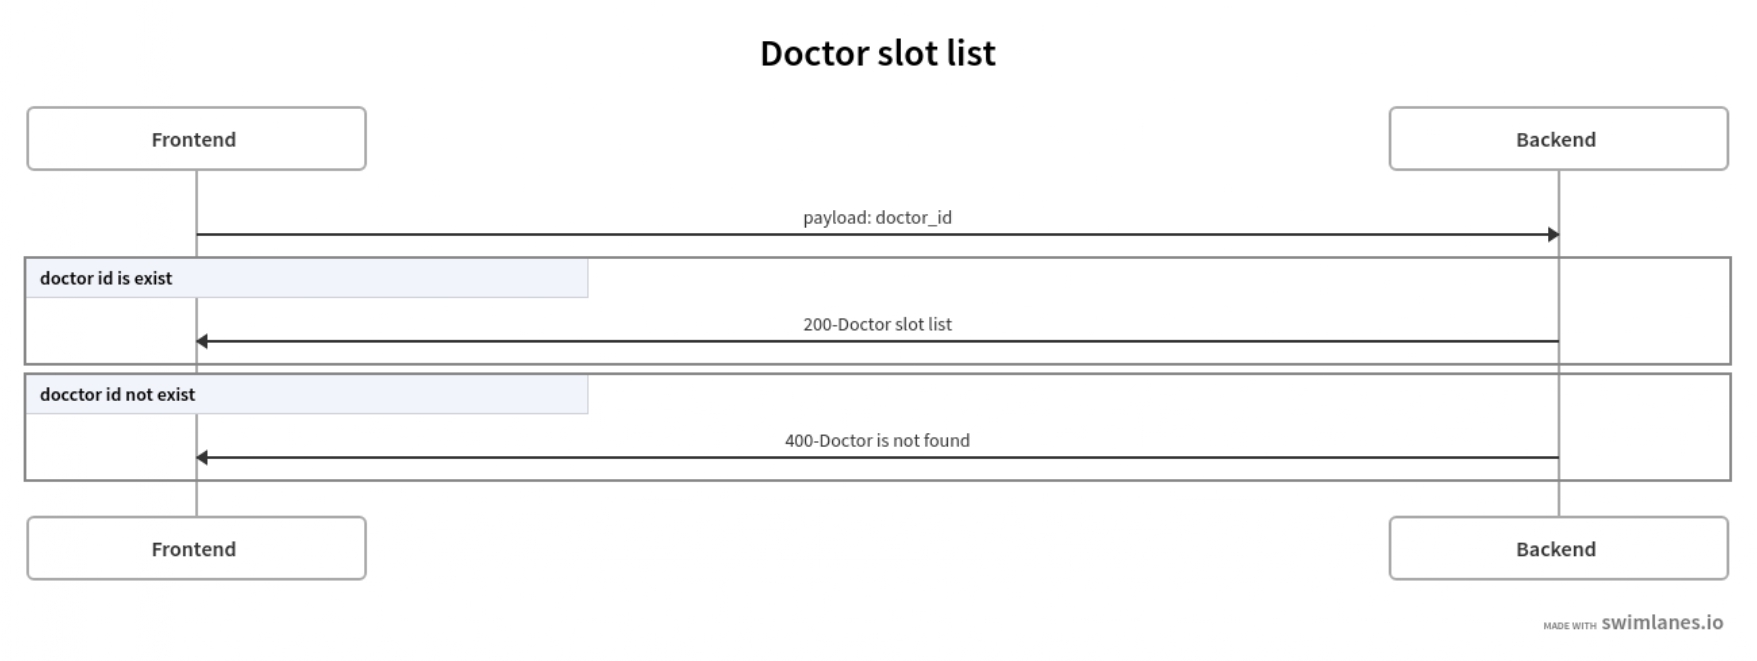 Doctor slot list
Frontend
Backend
payload: doctor_id
doctor id is exist
200-Doctor slot list
docctor id not exist
400-Doctor is not found
Frontend
Backend
MADE WITH swimlanes.io